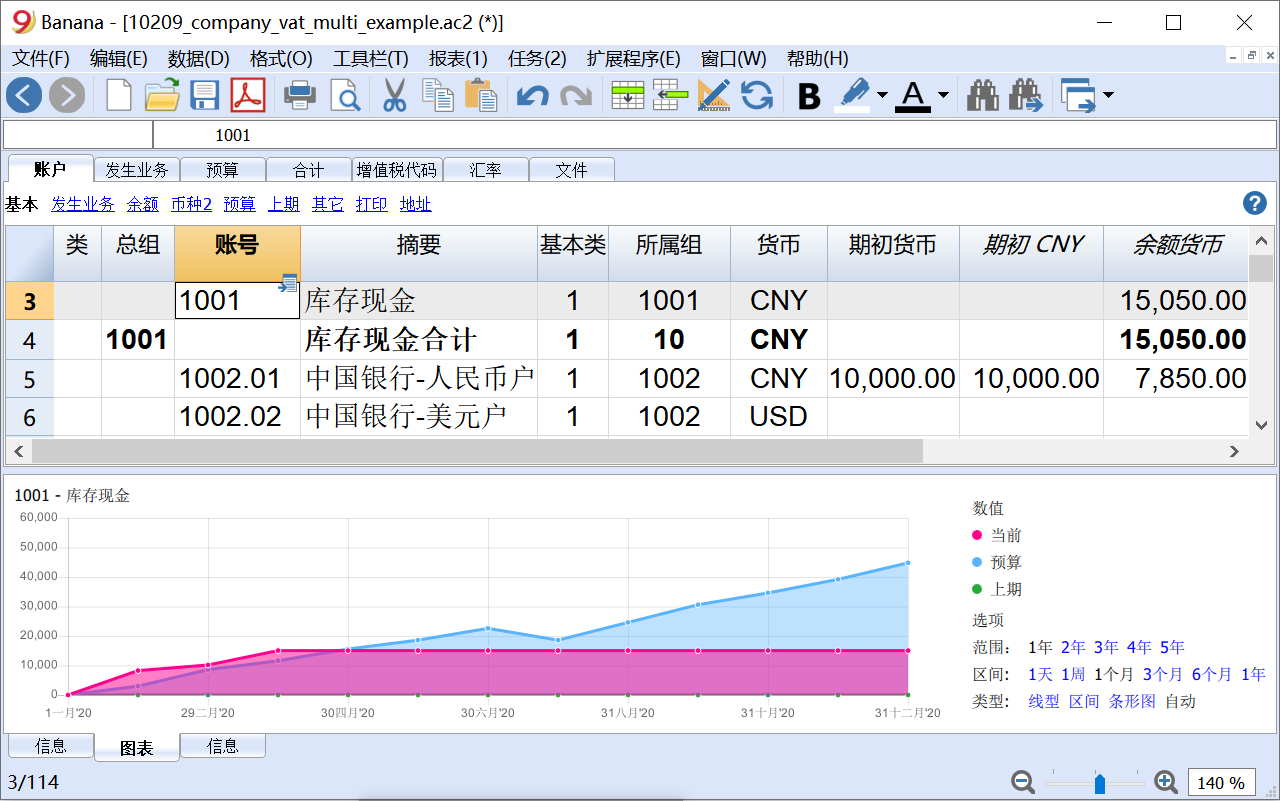 Banana - [10209_company_vat_multi_example.ac2 (*)]
文件(F) 编辑(E) 数据(D) 格式(O) 工具栏(T) 报表(1) 任务(2) 扩展程序(E) 窗口(W) 帮助(H)
B A
1001
账户 发生业务 预算 合计 增值税代码 汇率 文件
基本 发生业务 余额 币种2 预算 上期 其它 打印 地址
类 总组 账号 摘要 基本类 所属组 货币 期初货币 期初 CNY 余额货币
3 1001 库存现金 1 1001 CNY 15,050.00
4 1001 库存现金合计 1 10 CNY 15,050.00
5 1002.01 中国银行-人民币户 1 1002 CNY 10,000.00 10,000.00 7,850.00
6 1002.02 中国银行-美元户 1 1002 USD
1001 - 库存现金
60,000
50,000
40,000
30,000
20,000
10,000
0
1一月'20 29二月'20 30四月'20 30六月'20 31八月'20 31十月'20 31十二月'20
数值
当前
预算
上期
选项
范围: 1年 2年 3年 4年 5年
区间: 1天 1周 1个月 3个月 6个月 1年
类型: 线型 区间 条形图 自动
信息 图表 信息
3/114 140 %